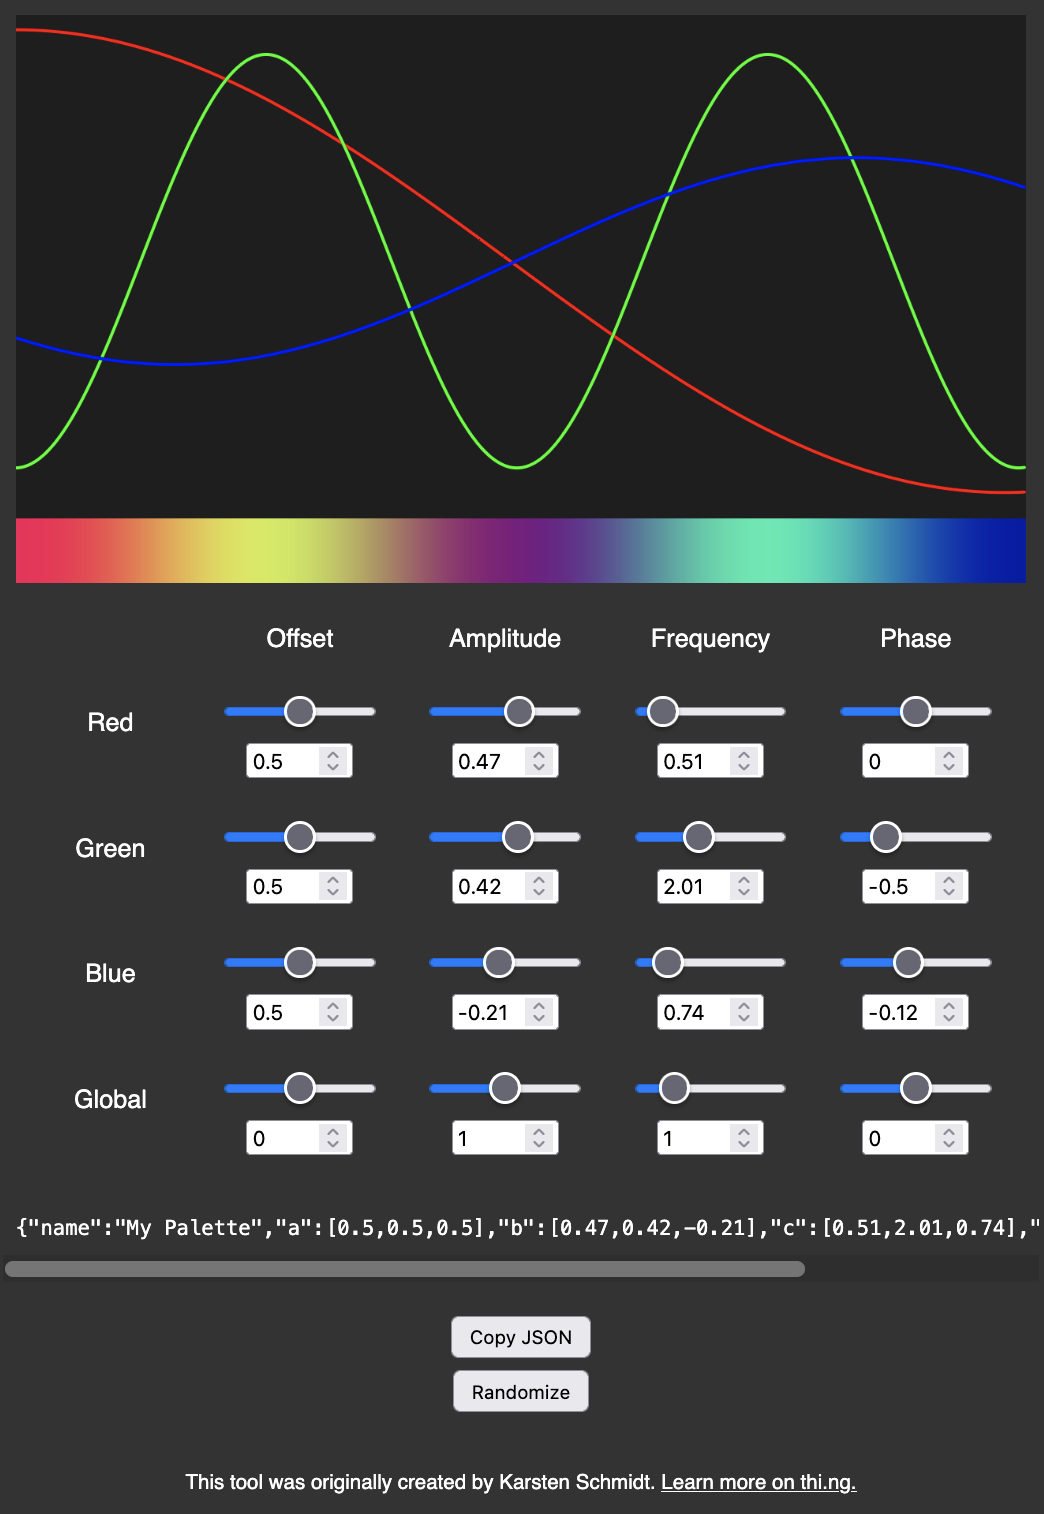 Offset Amplitude Frequency Phase
Red
0.5 0.47 0.51 0
Green
0.5 0.42 2.01 -0.5
Blue
0.5 -0.21 0.74 -0.12
Global
0 1 1 0
{"name":"My Palette","a":[0.5,0.5,0.5],"b":[0.47,0.42,-0.21],"c":[0.51,2.01,0.74],"
Copy JSON
Randomize
This tool was originally created by Karsten Schmidt. Learn more on thi.ng.